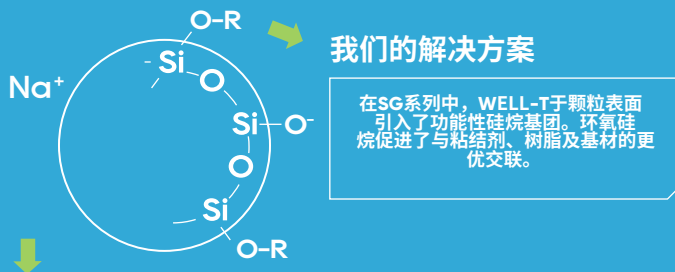 O–R
Si
O
Na⁺
Si
O⁻
O
Si
O–R
我们的解决方案
在SG系列中，WELL-T于颗粒表面
引入了功能性硅烷基团。环氧硅
烷促进了与粘结剂、树脂及基材的更
优交联。